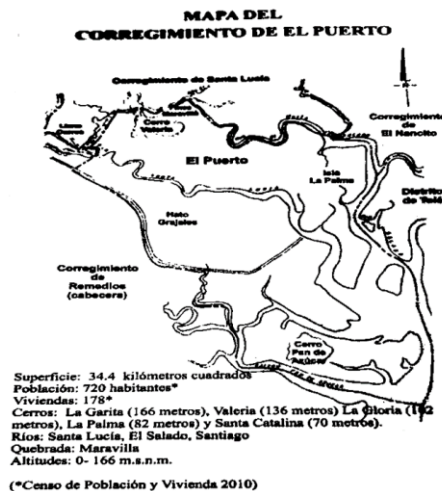 MAPA DEL
CORREGIMIENTO DE EL PUERTO
Corregimiento de Santa Lucía
Cerro
Valeria
Corregimiento
de
El Nancito
El Puerto
Isla
La Palma
Distrito
de Tolé
Hato
Grajales
Corregimiento
de
Remedios
(cabecera)
Cerro
Pan de
Azúcar
Superficie: 34.4 kilómetros cuadrados
Población: 720 habitantes*
Viviendas: 178*
Cerros: La Garita (166 metros), Valeria (136 metros) La Gloria (
metros), La Palma (82 metros) y Santa Catalina (70 metros).
Ríos: Santa Lucía, El Salado, Santiago
Quebrada: Maravilla
Altitudes: 0- 166 m.s.n.m.
(*Censo de Población y Vivienda 2010)